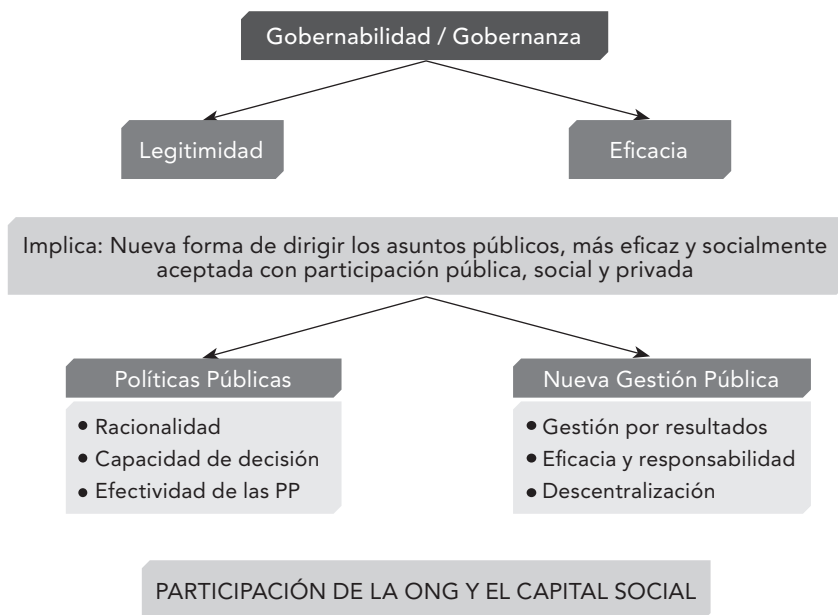 Gobernabilidad / Gobernanza
Legitimidad
Eficacia
Implica: Nueva forma de dirigir los asuntos públicos, más eficaz y socialmente
aceptada con participación pública, social y privada
Políticas Públicas
• Racionalidad
• Capacidad de decisión
• Efectividad de las PP
Nueva Gestión Pública
• Gestión por resultados
• Eficacia y responsabilidad
• Descentralización
PARTICIPACIÓN DE LA ONG Y EL CAPITAL SOCIAL